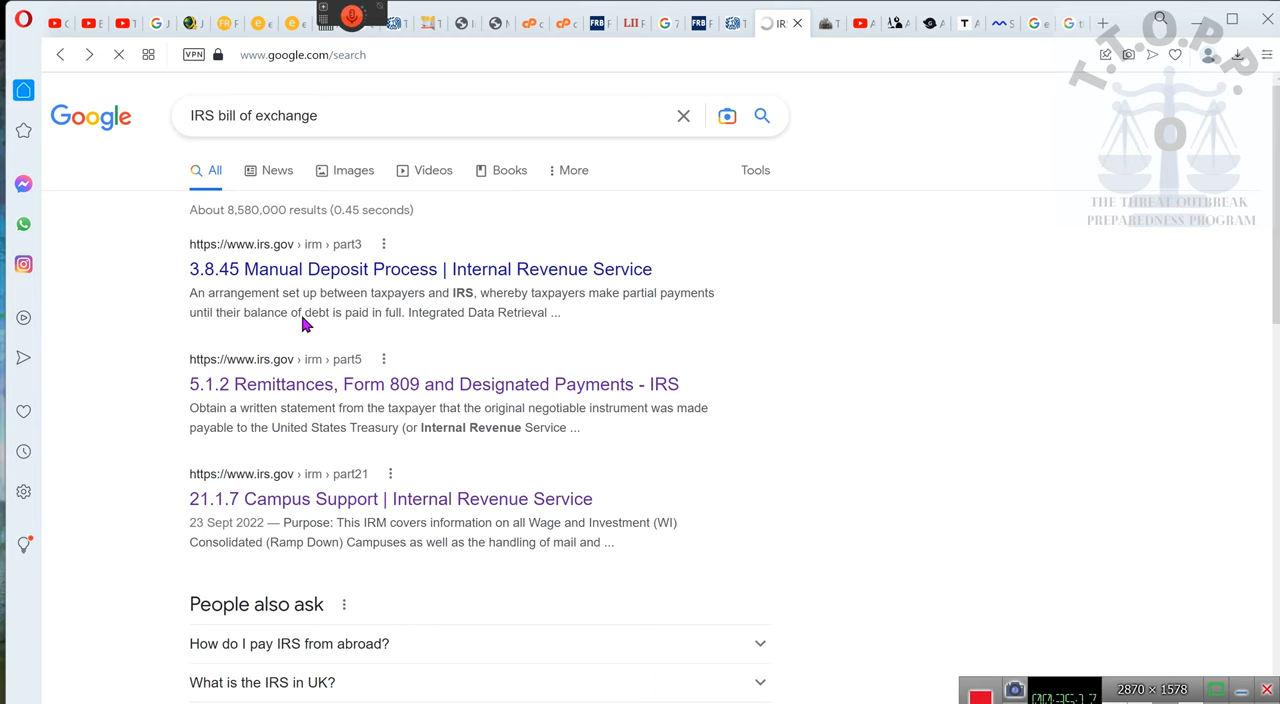 VPN
www.google.com/search
T.T.O.P.P.
O
THE THREAT OUTBREAK
PREPAREDNESS PROGRAM
Google
IRS bill of exchange
All
News
Images
Videos
Books
More
Tools
About 8,580,000 results (0.45 seconds)
https://www.irs.gov › irm › part3
3.8.45 Manual Deposit Process | Internal Revenue Service
An arrangement set up between taxpayers and IRS, whereby taxpayers make partial payments
until their balance of debt is paid in full. Integrated Data Retrieval ...
https://www.irs.gov › irm › part5
5.1.2 Remittances, Form 809 and Designated Payments - IRS
Obtain a written statement from the taxpayer that the original negotiable instrument was made
payable to the United States Treasury (or Internal Revenue Service ...
https://www.irs.gov › irm › part21
21.1.7 Campus Support | Internal Revenue Service
23 Sept 2022 — Purpose: This IRM covers information on all Wage and Investment (WI)
Consolidated (Ramp Down) Campuses as well as the handling of mail and ...
People also ask
How do I pay IRS from abroad?
What is the IRS in UK?
2870 × 1578